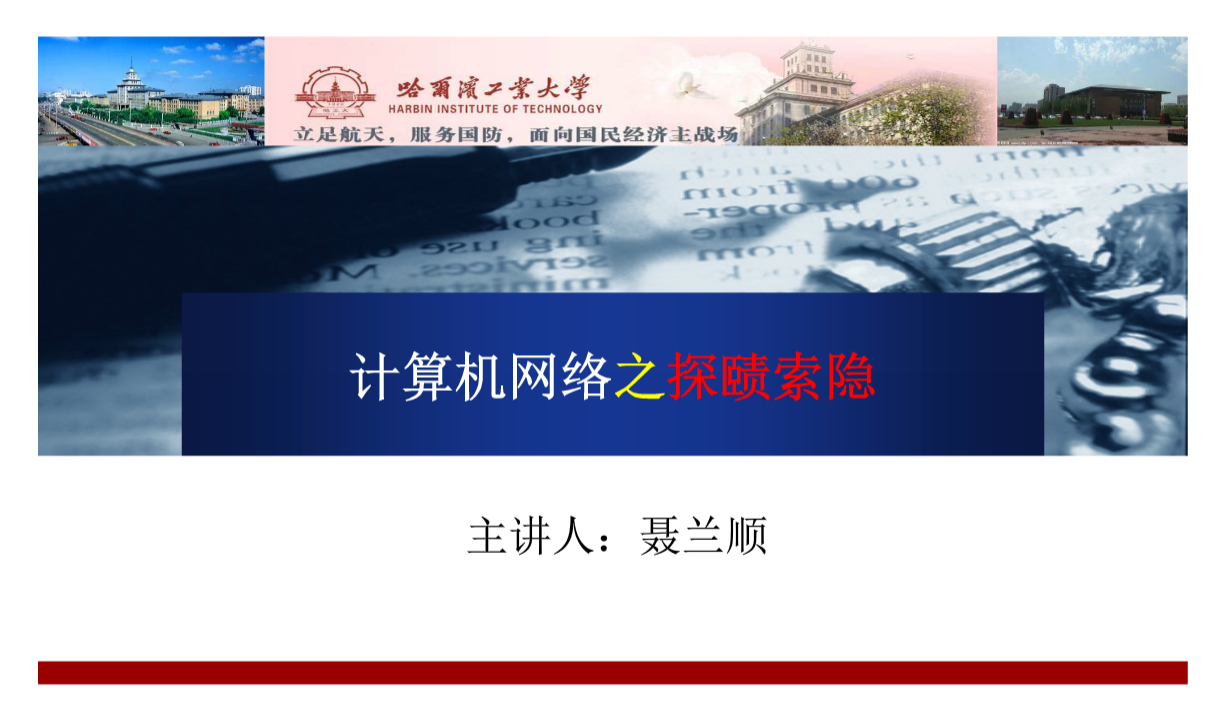 哈爾濱工業大學
HARBIN INSTITUTE OF TECHNOLOGY
立足航天，服务国防，面向国民经济主战场
计算机网络之探赜索隐
主讲人：聂兰顺